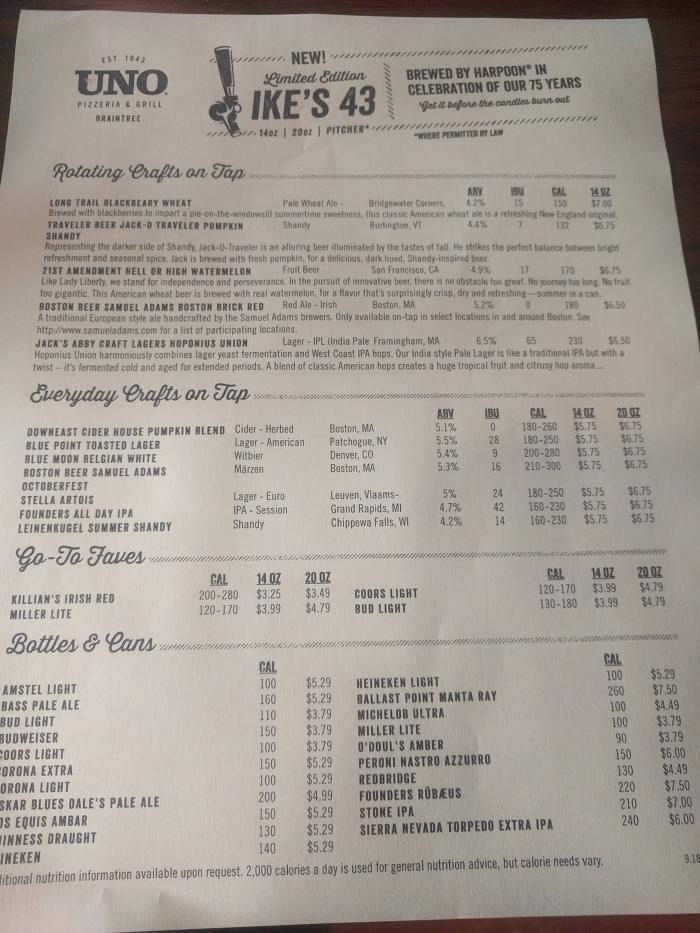 EST. 1943
UNO
PIZZERIA & GRILL
BRAINTREE
NEW!
Limited Edition
IKE'S 43
14oz | 20oz | PITCHER*
BREWED BY HARPOON® IN
CELEBRATION OF OUR 75 YEARS
Get it before the candles burn out
*WHERE PERMITTED BY LAW
Rotating Crafts on Tap
ABV IBU CAL 14 OZ
LONG TRAIL BLACKBEARY WHEAT Pale Wheat Ale - Bridgewater Corners, 4.2% 15 150 $7.00
Brewed with blackberries to impart a pie-on-the-windowsill summertime sweetness, this classic American wheat ale is a refreshing New England original.
TRAVELER BEER JACK-O TRAVELER PUMPKIN Shandy Burlington, VT 4.4% 7 132 $6.75
SHANDY
Representing the darker side of Shandy, Jack-O-Traveler is an alluring beer illuminated by the tastes of fall. He strikes the perfect balance between bright
refreshment and seasonal spice. Jack is brewed with fresh pumpkin, for a delicious, dark hued, Shandy-inspired beer.
21ST AMENDMENT HELL OR HIGH WATERMELON Fruit Beer San Francisco, CA 4.9% 17 170 $6.75
Like Lady Liberty, we stand for independence and perseverance. In the pursuit of innovative beer, there is no obstacle too great. No journey too long. No fruit
too gigantic. This American wheat beer is brewed with real watermelon, for a flavor that's surprisingly crisp, dry and refreshing—summer in a can.
BOSTON BEER SAMUEL ADAMS BOSTON BRICK RED Red Ale - Irish Boston, MA 5.2% 0 180 $6.50
A traditional European style ale handcrafted by the Samuel Adams brewers. Only available on-tap in select locations in and around Boston. See
http://www.samueladams.com for a list of participating locations.
JACK'S ABBY CRAFT LAGERS HOPONIUS UNION Lager - IPL (India Pale Framingham, MA 6.5% 65 230 $6.50
Hoponius Union harmoniously combines lager yeast fermentation and West Coast IPA hops. Our India style Pale Lager is like a traditional IPA but with a
twist – it's fermented cold and aged for extended periods. A blend of classic American hops creates a huge tropical fruit and citrusy hop aroma....
Everyday Crafts on Tap
ABV IBU CAL 14 OZ 20 OZ
DOWNEAST CIDER HOUSE PUMPKIN BLEND Cider - Herbed Boston, MA 5.1% 0 180-260 $5.75 $6.75
BLUE POINT TOASTED LAGER Lager - American Patchogue, NY 5.5% 28 180-250 $5.75 $6.75
BLUE MOON BELGIAN WHITE Witbier Denver, CO 5.4% 9 200-280 $5.75 $6.75
BOSTON BEER SAMUEL ADAMS Märzen Boston, MA 5.3% 16 210-300 $5.75 $6.75
OCTOBERFEST
STELLA ARTOIS Lager - Euro Leuven, Vlaams- 5% 24 180-250 $5.75 $6.75
FOUNDERS ALL DAY IPA IPA - Session Grand Rapids, MI 4.7% 42 160-230 $5.75 $6.75
LEINENKUGEL SUMMER SHANDY Shandy Chippewa Falls, WI 4.2% 14 160-230 $5.75 $6.75
Go-To Faves
CAL 14 OZ 20 OZ
KILLIAN'S IRISH RED 200-280 $3.25 $3.49
MILLER LITE 120-170 $3.99 $4.79
CAL 14 OZ 20 OZ
COORS LIGHT 120-170 $3.99 $4.79
BUD LIGHT 130-180 $3.99 $4.79
Bottles & Cans
CAL
AMSTEL LIGHT 100 $5.29
BASS PALE ALE 160 $5.29
BUD LIGHT 110 $3.79
BUDWEISER 150 $3.79
COORS LIGHT 100 $3.79
ORONA EXTRA 150 $5.29
ORONA LIGHT 100 $5.29
SKAR BLUES DALE'S PALE ALE 200 $4.99
OS EQUIS AMBAR 150 $5.29
UINNESS DRAUGHT 130 $5.29
INEKEN 140 $5.29
CAL
HEINEKEN LIGHT 100 $5.29
BALLAST POINT MANTA RAY 260 $7.50
MICHELOB ULTRA 100 $4.49
MILLER LITE 100 $3.79
O'DOUL'S AMBER 90 $3.79
PERONI NASTRO AZZURRO 150 $6.00
REDBRIDGE 130 $4.49
FOUNDERS RÜBÆUS 220 $7.50
STONE IPA 210 $7.00
SIERRA NEVADA TORPEDO EXTRA IPA 240 $6.00
ditional nutrition information available upon request. 2,000 calories a day is used for general nutrition advice, but calorie needs vary.
9.18